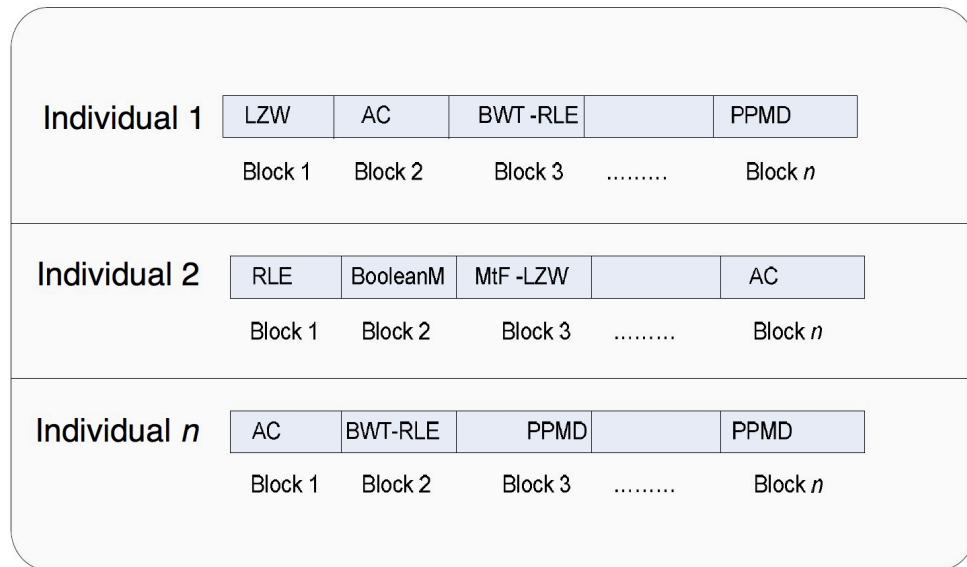 Individual 1 LZW AC BWT -RLE PPMD
Block 1 Block 2 Block 3 ......... Block n
Individual 2 RLE BooleanM MtF -LZW AC
Block 1 Block 2 Block 3 ......... Block n
Individual n AC BWT-RLE PPMD PPMD
Block 1 Block 2 Block 3 ......... Block n